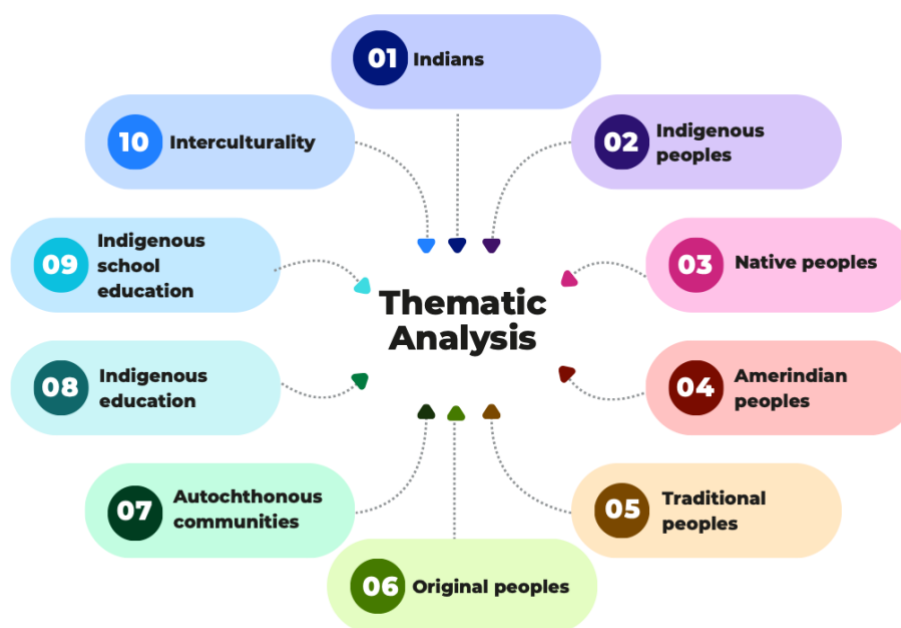 01 Indians
10 Interculturality
02 Indigenous
peoples
09 Indigenous
school
education
03 Native peoples
Thematic
Analysis
08 Indigenous
education
04 Amerindian
peoples
07 Autochthonous
communities
05 Traditional
peoples
06 Original peoples